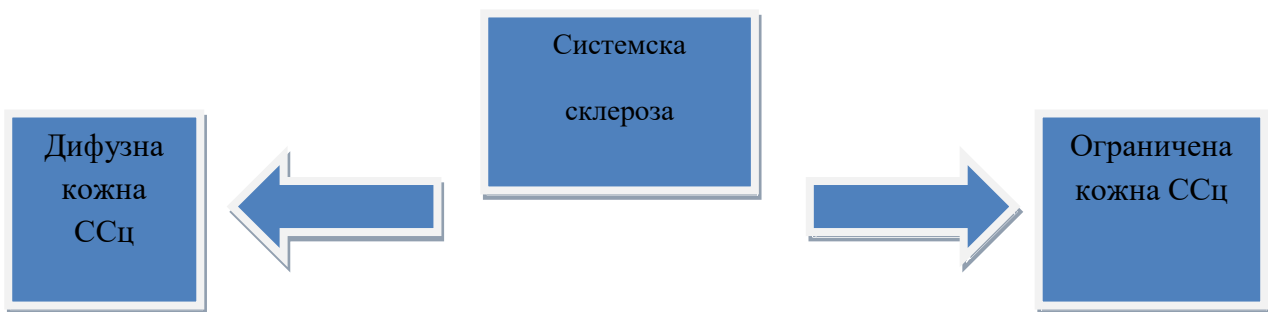 Системска
склероза
Дифузна
кожна
ССц
Ограничена
кожна ССц